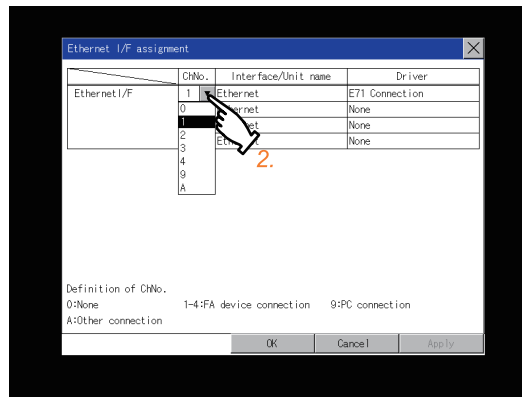 Ethernet I/F assignment
ChNo. Interface/Unit name Driver
Ethernet I/F 1 Ethernet E71 Connection
0 None
1 None
2 None
3
4
9
A
2.
Definition of ChNo.
0:None 1-4:FA device connection 9:PC connection
A:Other connection
OK Cancel Apply